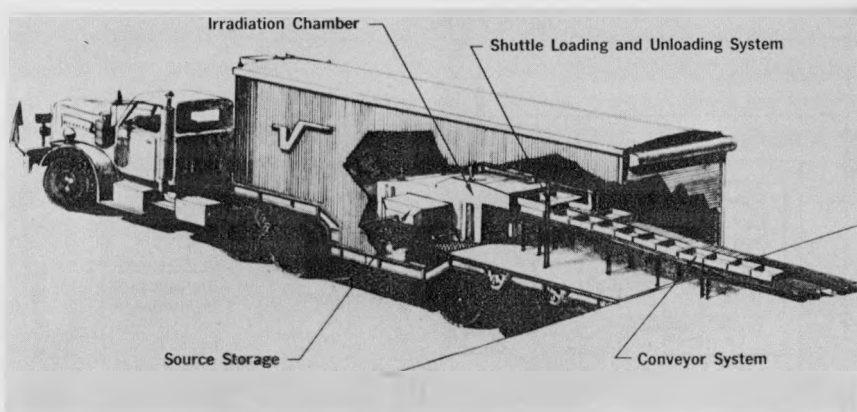 Irradiation Chamber
Shuttle Loading and Unloading System
Source Storage
Conveyor System